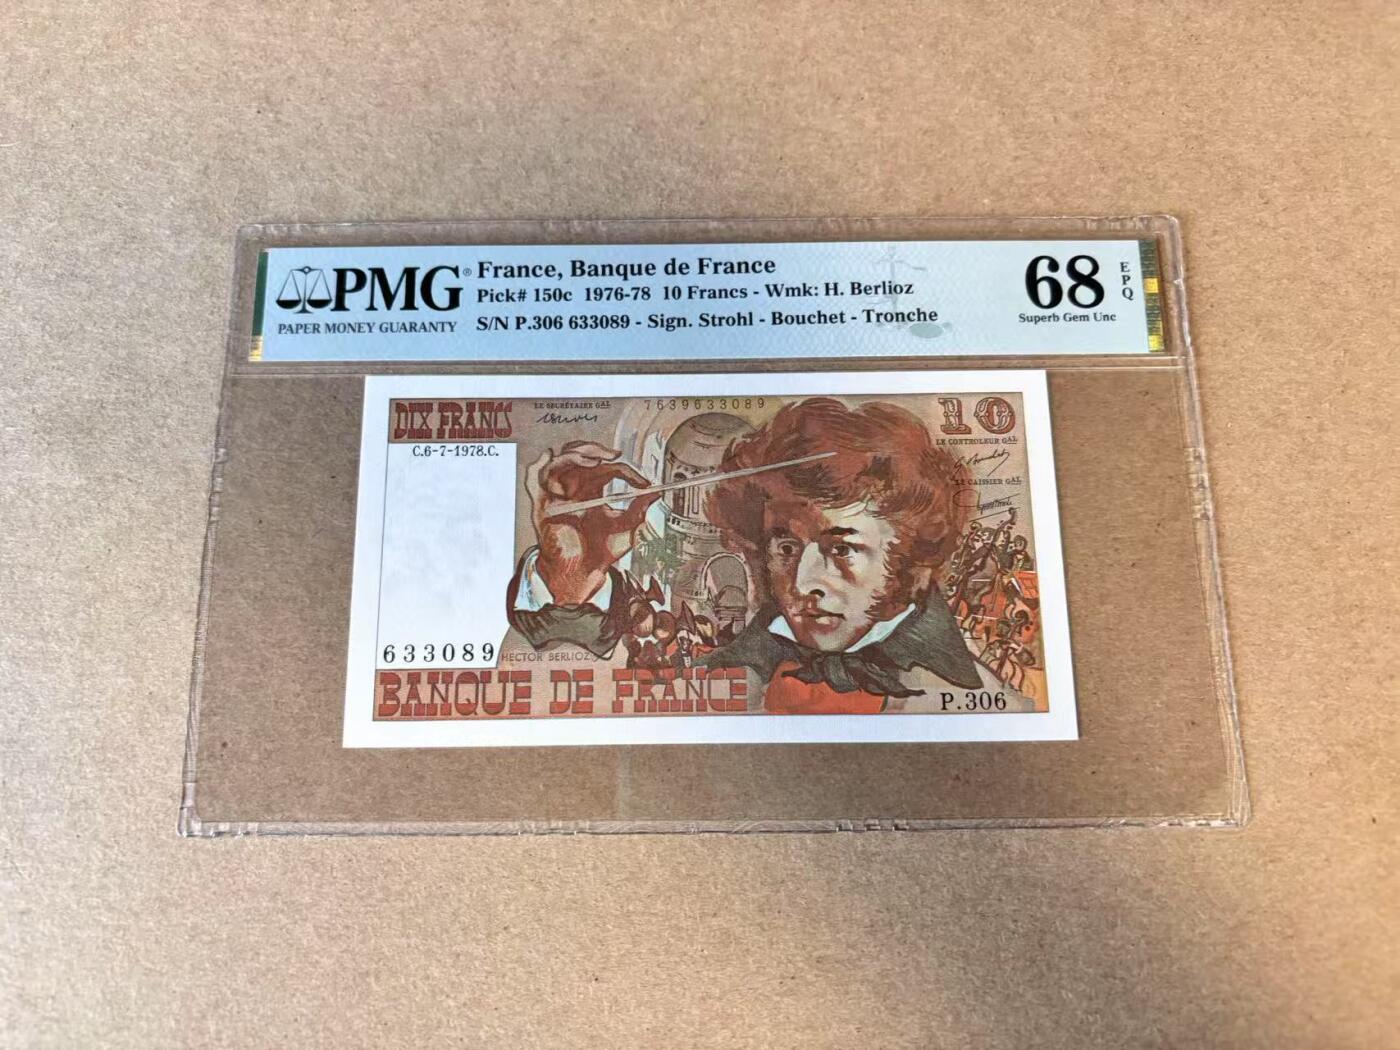 PMG®
PAPER MONEY GUARANTY
France, Banque de France
Pick# 150c 1976-78 10 Francs - Wmk: H. Berlioz
S/N P.306 633089 - Sign. Strohl - Bouchet - Tronche
68 EPQ
Superb Gem Unc
DIX FRANCS
LE SECRÉTAIRE GAL
7639633089
10
LE CONTROLEUR GAL
C.6-7-1978.C.
LE CAISSIER GAL
633089
HECTOR BERLIOZ
BANQUE DE FRANCE
P.306